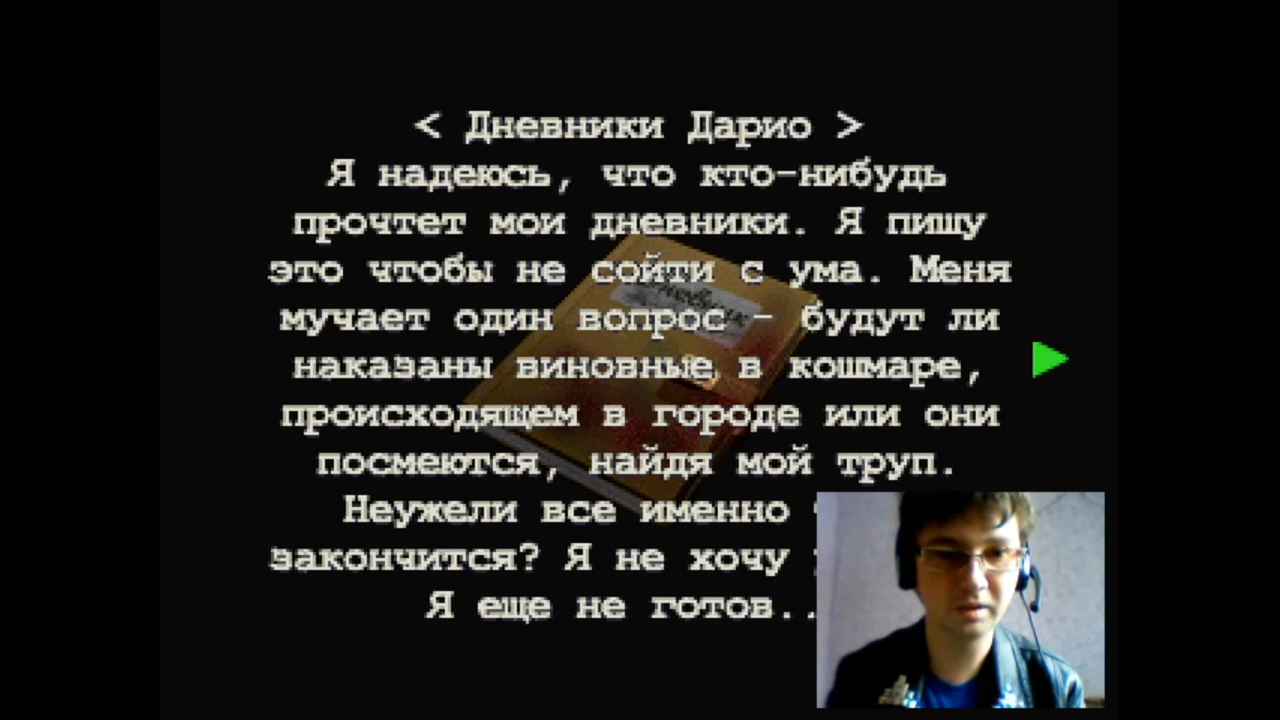 < Дневники Дарио >
Я надеюсь, что кто-нибудь
прочтет мои дневники. Я пишу
это чтобы не сойти с ума. Меня
мучает один вопрос - будут ли
наказаны виновные в кошмаре,
происходящем в городе или они
посмеются, найдя мой труп.
Неужели все именно
закончится? Я не хочу
Я еще не готов..